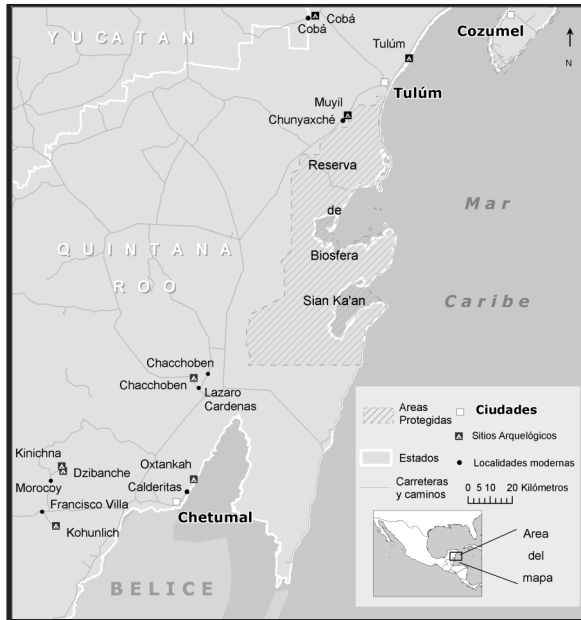 Cobá
Cobá
YUCATAN
Cozumel
N
Tulúm
Tulúm
Muyil
Chunyaxché
Reserva
de
Biosfera
Sian Ka'an
Mar
Caribe
QUINTANA
ROO
Chacchoben
Chacchoben
Lazaro
Cardenas
Kinichna
Dzibanche
Morocoy
Francisco Villa
Kohunlich
Oxtankah
Calderitas
Chetumal
BELICE
Areas
Protegidas
Ciudades
Sitios Arquelógicos
Estados
Localidades modernas
Carreteras
y caminos
0 5 10 20 Kilómetros
Area
del
mapa